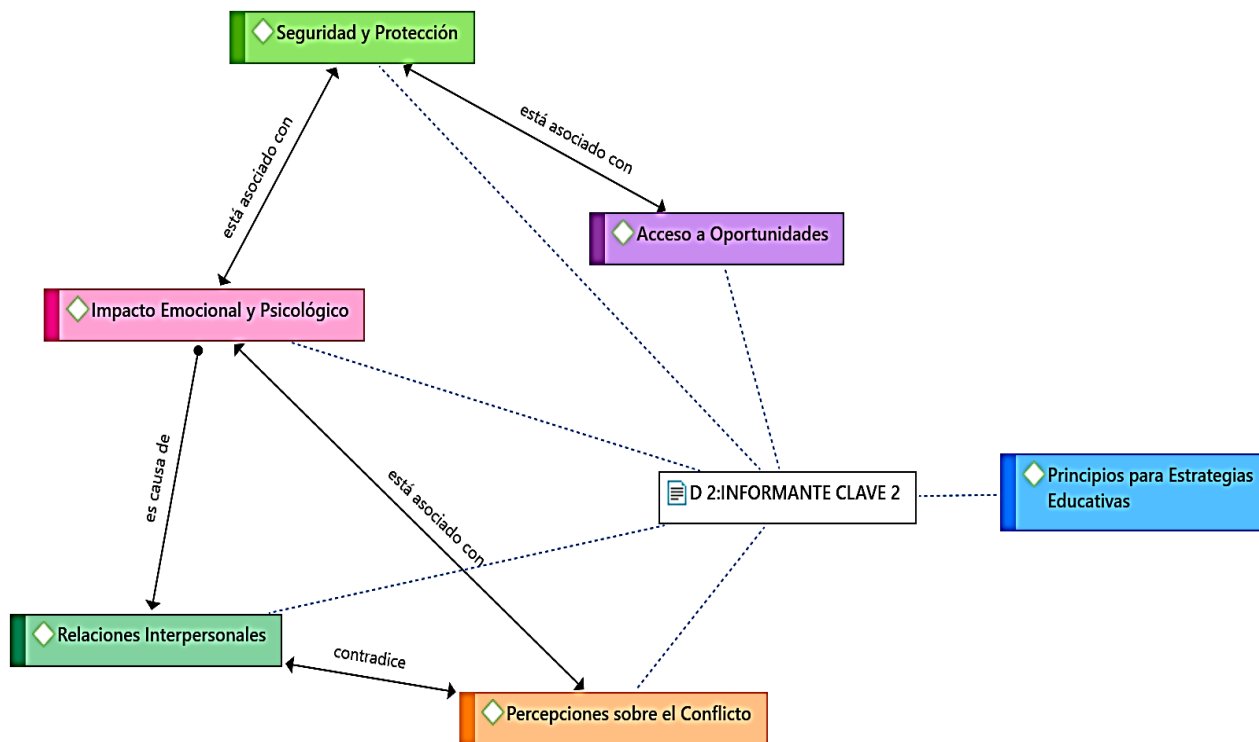 Seguridad y Protección
está asociado con
está asociado con
Acceso a Oportunidades
Impacto Emocional y Psicológico
es causa de
está asociado con
D 2:INFORMANTE CLAVE 2
Principios para Estrategias
Educativas
Relaciones Interpersonales
contradice
Percepciones sobre el Conflicto